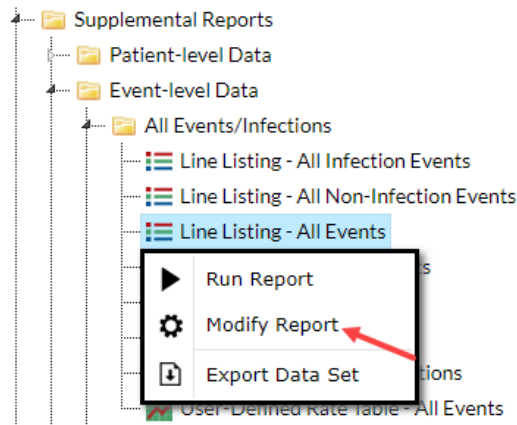 Supplemental Reports
Patient-level Data
Event-level Data
All Events/Infections
Line Listing - All Infection Events
Line Listing - All Non-Infection Events
Line Listing - All Events
Run Report
Modify Report
Export Data Set
User-Defined Rate Table - All Events